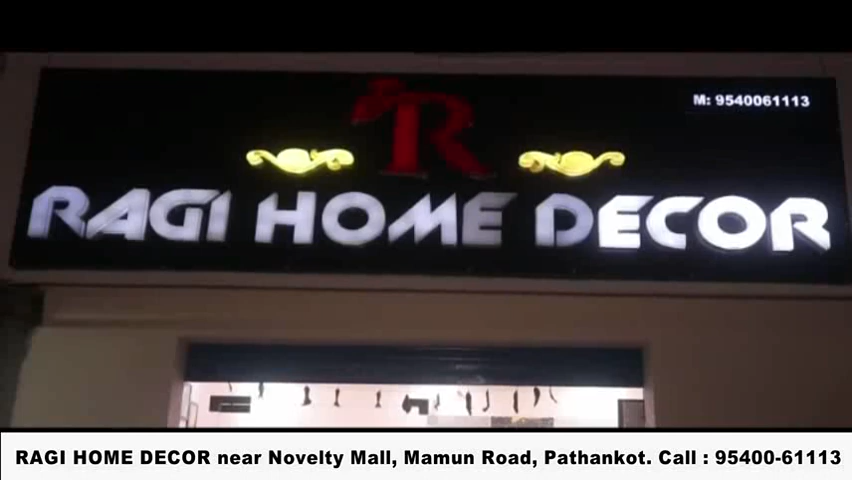 M: 9540061113
R
RAGI HOME DECOR
RAGI HOME DECOR near Novelty Mall, Mamun Road, Pathankot. Call : 95400-61113